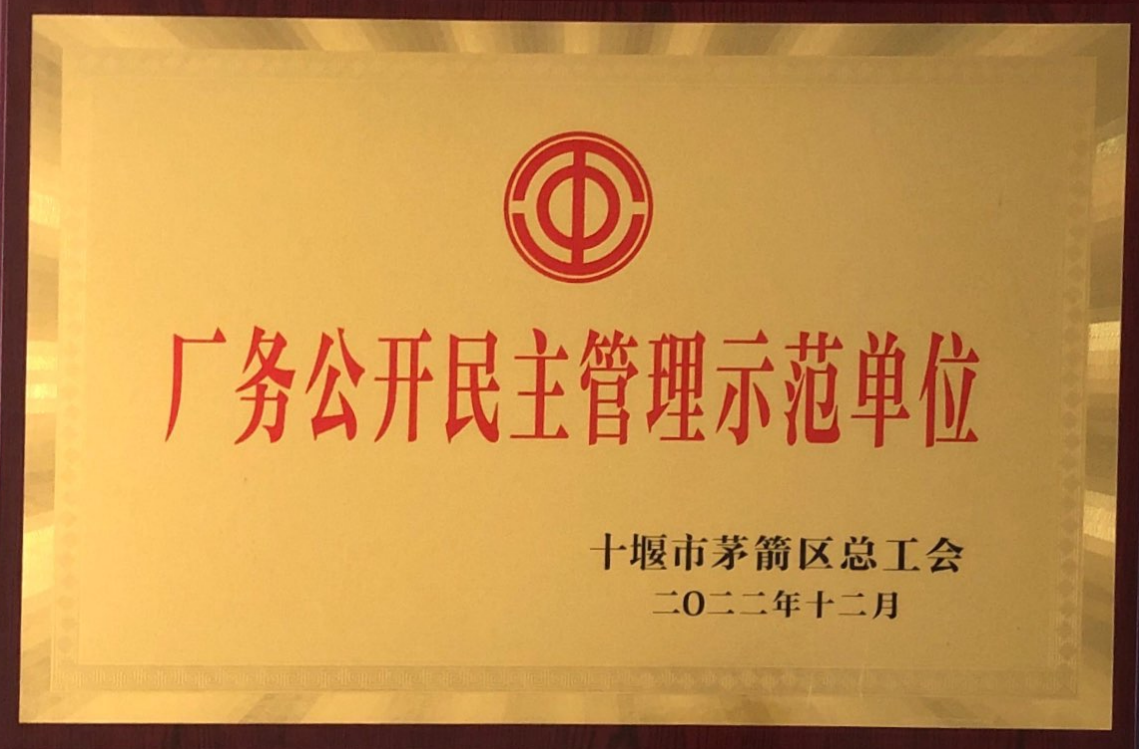 厂务公开民主管理示范单位
十堰市茅箭区总工会
二〇二二年十二月